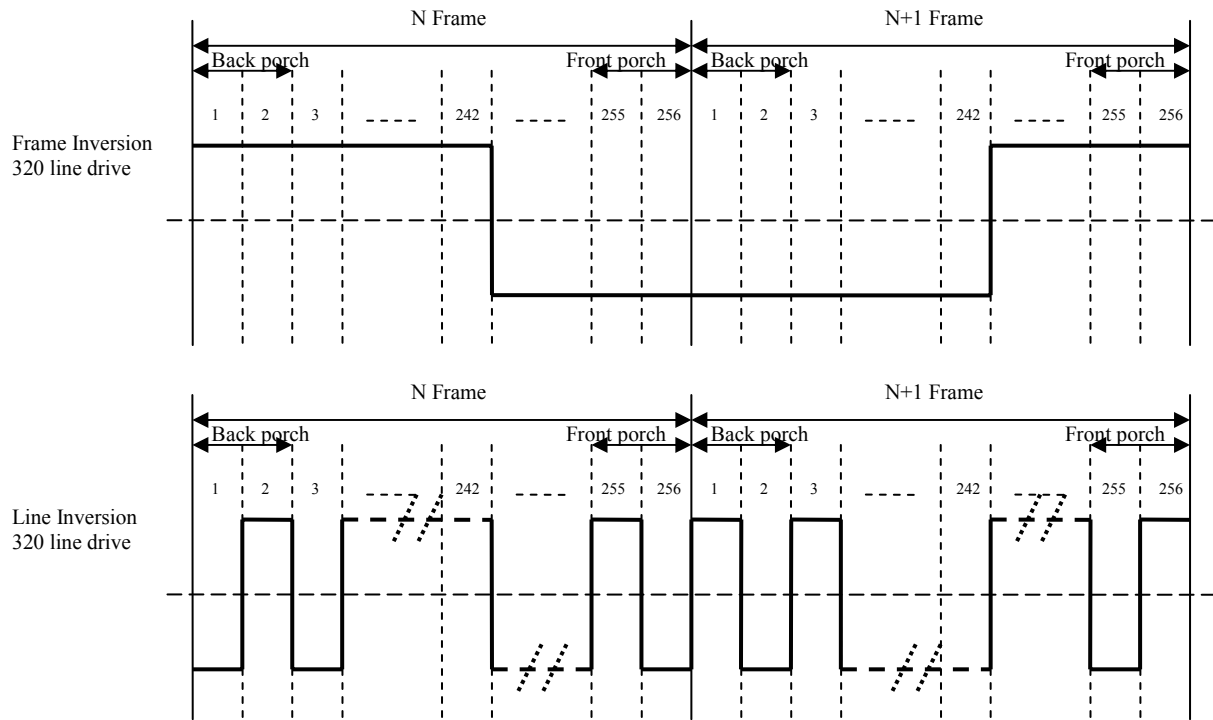 N Frame N+1 Frame
Back porch Front porch Back porch Front porch
1 2 3 ----- 242 ----- 255 256 1 2 3 ----- 242 ----- 255 256
Frame Inversion
320 line drive
N Frame N+1 Frame
Back porch Front porch Back porch Front porch
1 2 3 ----- 242 ----- 255 256 1 2 3 ----- 242 ----- 255 256
Line Inversion
320 line drive